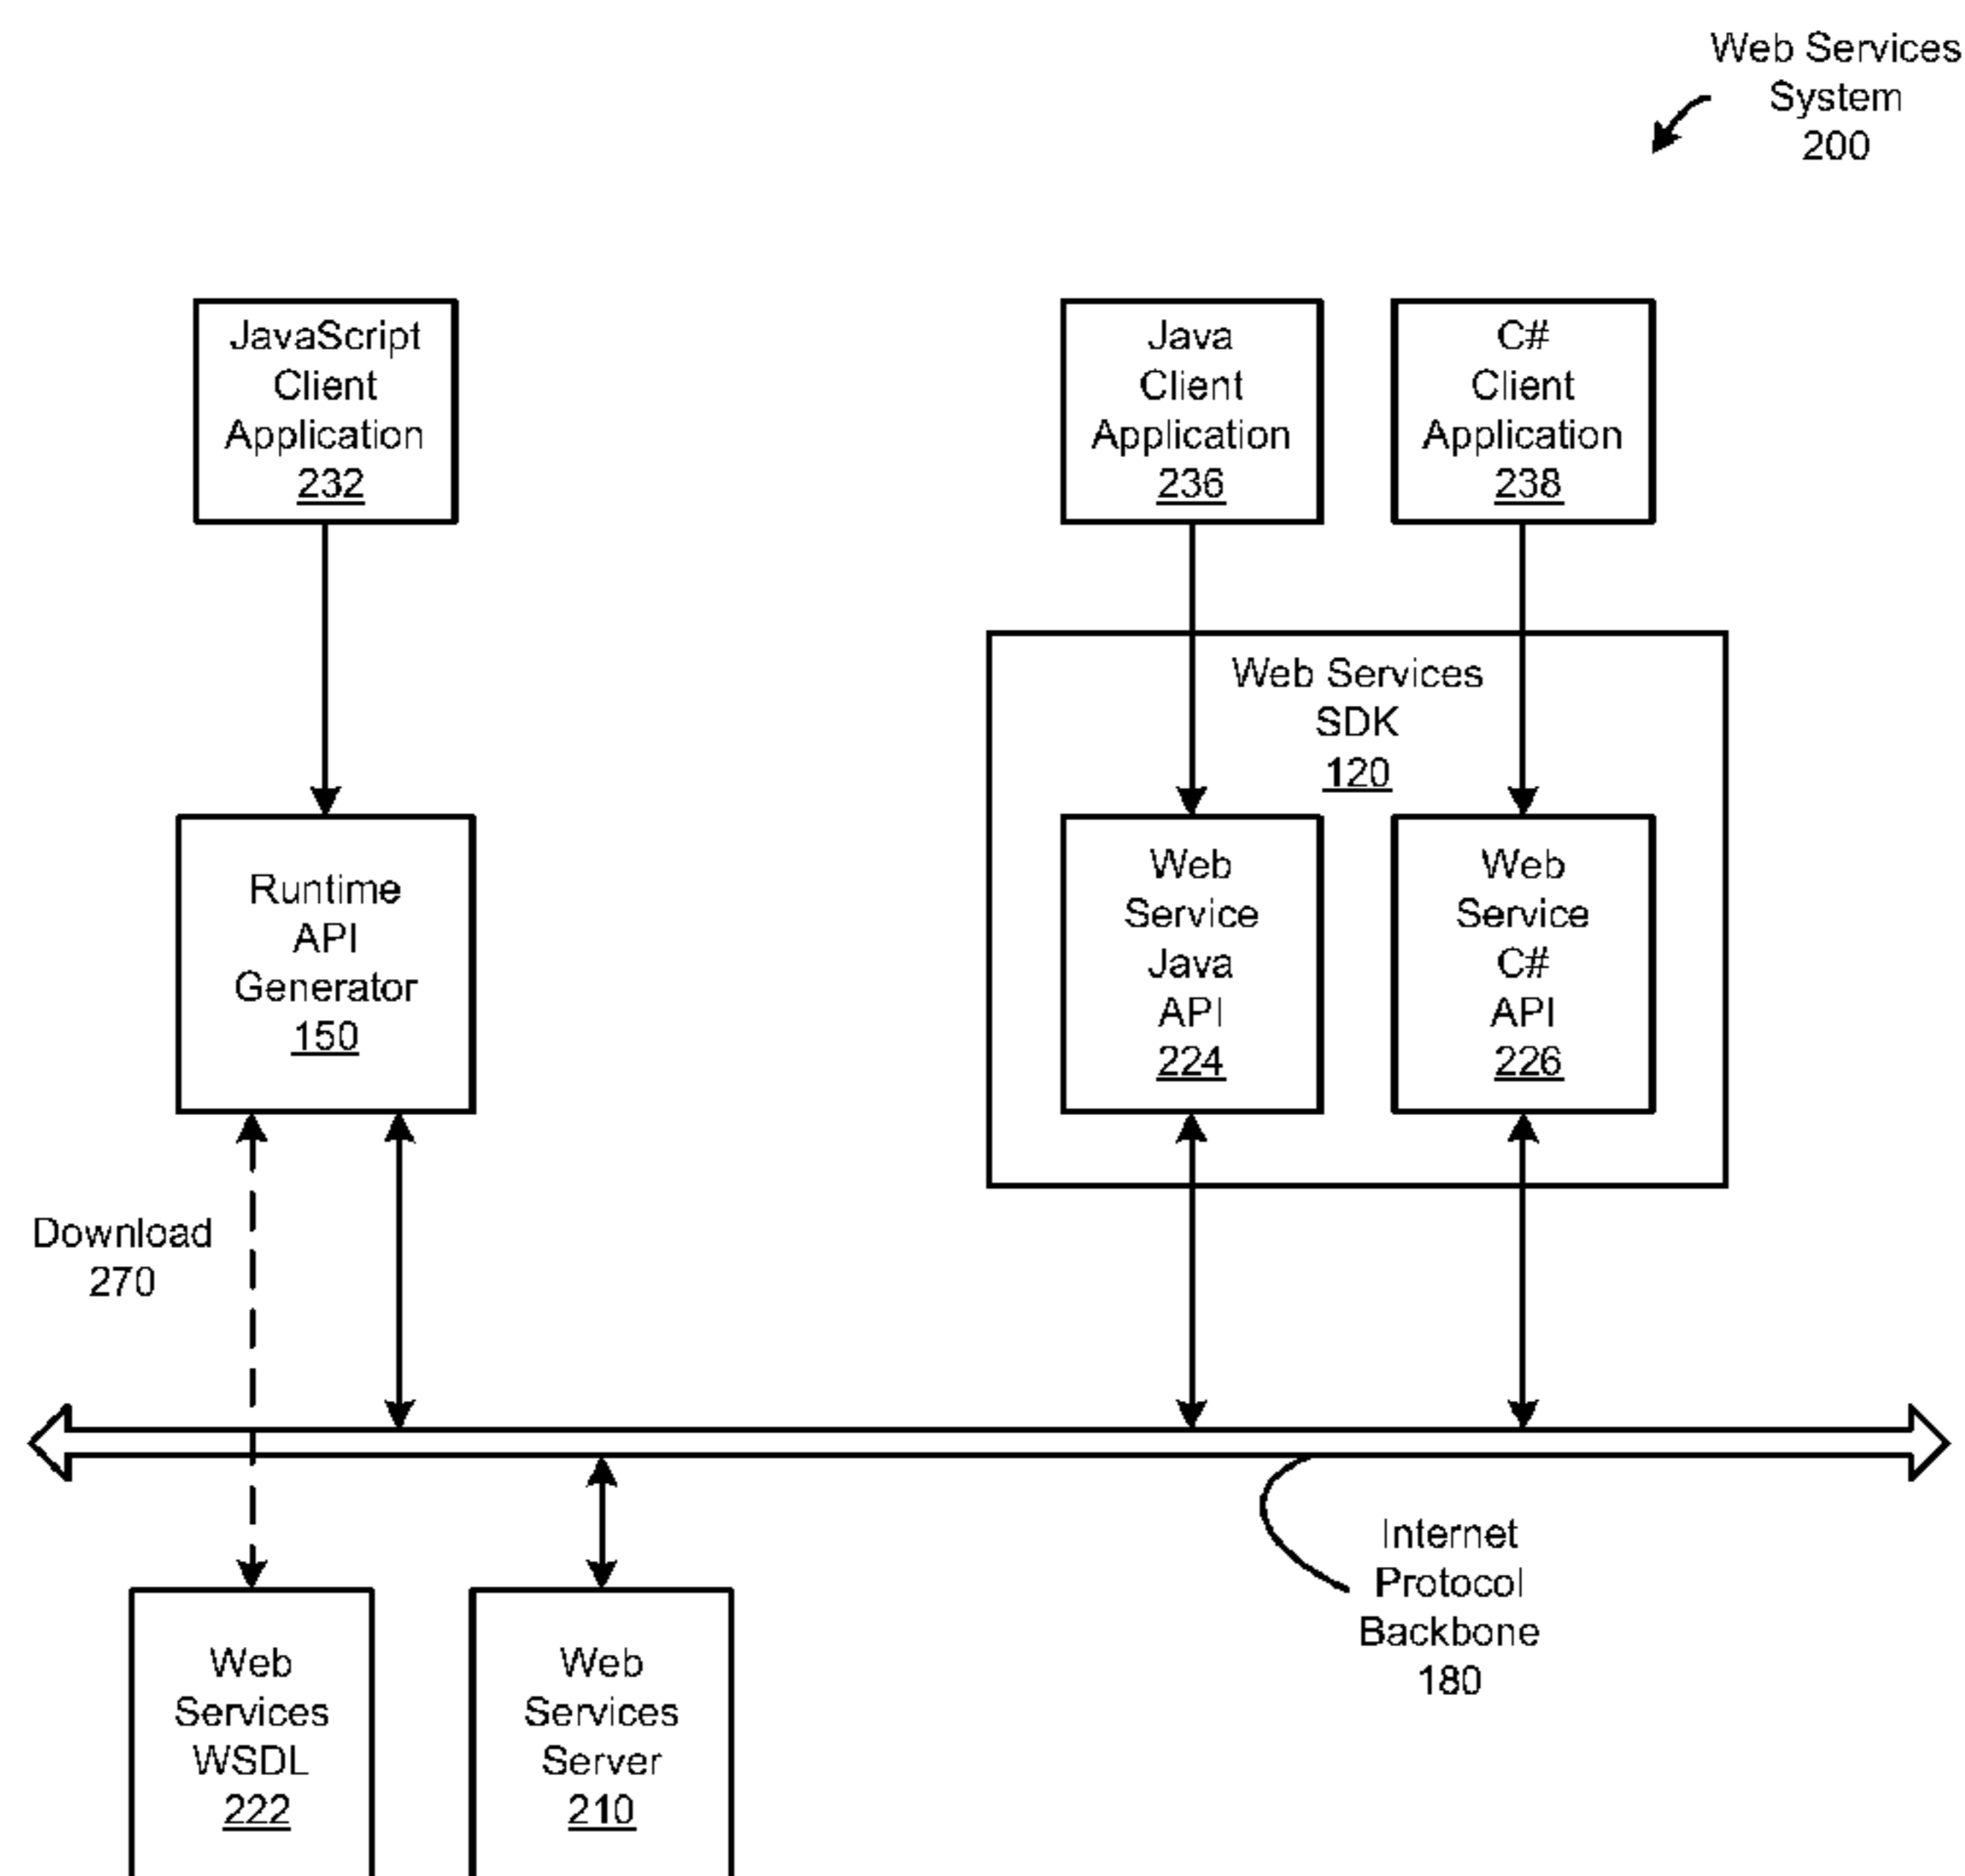 Web Services
System
200
JavaScript
Client
Application
232
Java
Client
Application
236
C#
Client
Application
238
Web Services
SDK
120
Runtime
API
Generator
150
Web
Service
Java
API
224
Web
Service
C#
API
226
Download
270
Internet
Protocol
Backbone
180
Web
Services
WSDL
222
Web
Services
Server
210